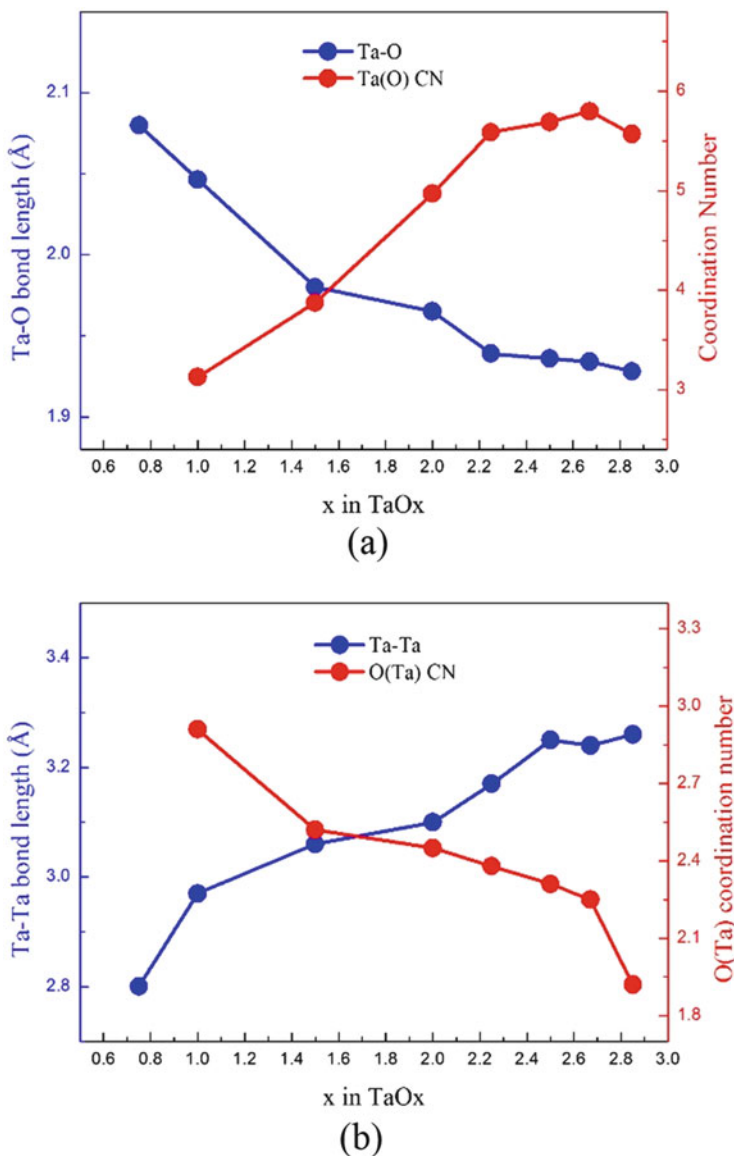 Ta-O
Ta(O) CN
Ta-O bond length (Å)
2.1
2.0
1.9
Coordination Number
6
5
4
3
0.6 0.8 1.0 1.2 1.4 1.6 1.8 2.0 2.2 2.4 2.6 2.8 3.0
x in TaOx
(a)
Ta-Ta
O(Ta) CN
Ta-Ta bond length (Å)
3.4
3.2
3.0
2.8
O(Ta) coordination number
3.3
3.0
2.7
2.4
2.1
1.8
0.6 0.8 1.0 1.2 1.4 1.6 1.8 2.0 2.2 2.4 2.6 2.8 3.0
x in TaOx
(b)